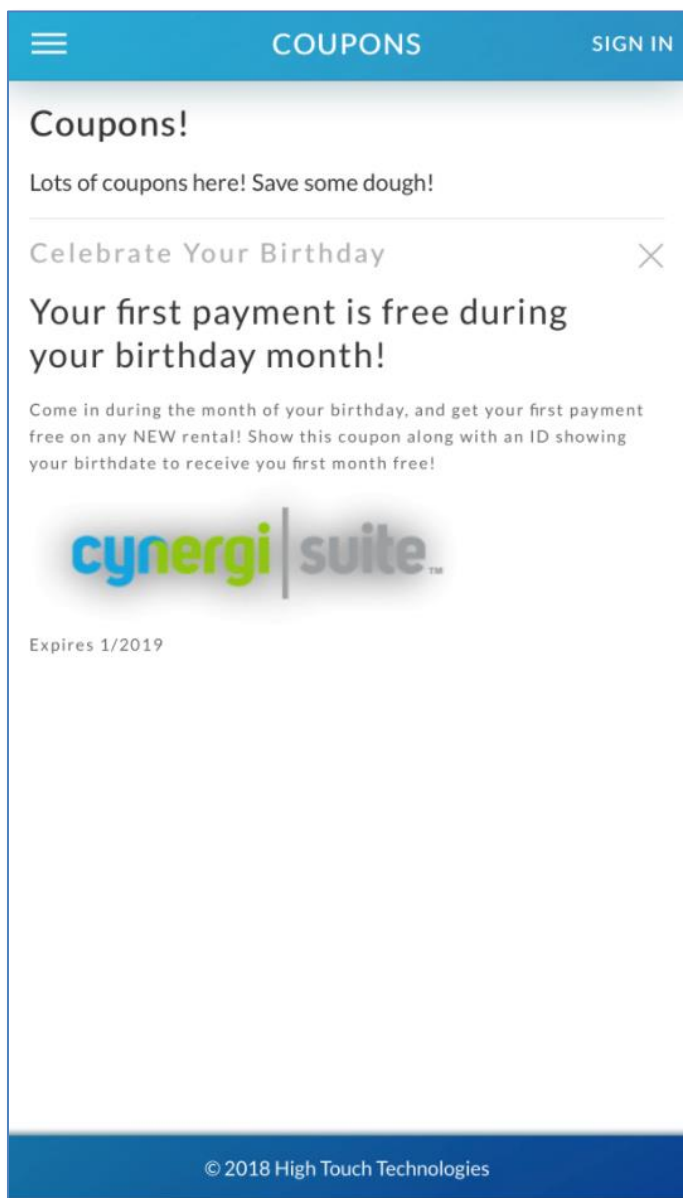 COUPONS
SIGN IN
Coupons!
Lots of coupons here! Save some dough!
Celebrate Your Birthday
Your first payment is free during
your birthday month!
Come in during the month of your birthday, and get your first payment
free on any NEW rental! Show this coupon along with an ID showing
your birthdate to receive you first month free!
cynergi|suite™
Expires 1/2019
© 2018 High Touch Technologies